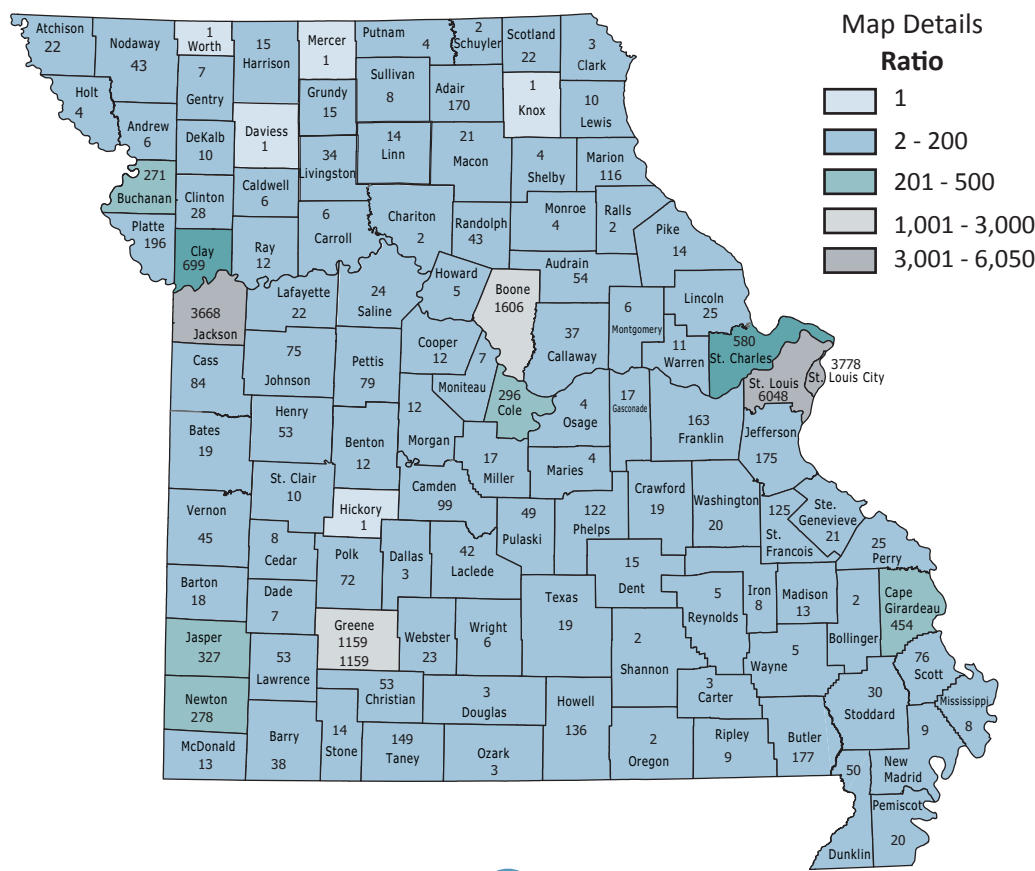 Map Details
Ratio
1
2 - 200
201 - 500
1,001 - 3,000
3,001 - 6,050
Atchison
22
Nodaway
43
1
Worth
15
Harrison
Mercer
1
Putnam
4
2
Schuyler
Scotland
22
3
Clark
Holt
4
7
Gentry
Grundy
15
Sullivan
8
Adair
170
1
Knox
10
Lewis
Andrew
6
DeKalb
10
Daviess
1
34
Livingston
14
Linn
21
Macon
4
Shelby
Marion
116
271
Buchanan
Clinton
28
Caldwell
6
Platte
196
Clay
699
Ray
12
6
Carroll
Chariton
2
Randolph
43
Monroe
4
Ralls
2
Pike
14
3668
Jackson
Lafayette
22
24
Saline
Howard
5
Boone
1606
Audrain
54
6
Montgomery
Lincoln
25
11
Warren
580
St. Charles
St. Louis
6048
3778
St. Louis City
Cass
84
75
Johnson
Pettis
79
Cooper
12
7
Moniteau
37
Callaway
296
Cole
4
Osage
17
Gasconade
163
Franklin
Jefferson
175
Bates
19
Henry
53
Benton
12
12
Morgan
17
Miller
Maries
4
St. Clair
10
Hickory
1
Camden
99
49
Pulaski
122
Phelps
Crawford
19
Washington
20
125
St.
Francois
Ste.
Genevieve
21
25
Perry
Vernon
45
8
Cedar
Polk
72
Dallas
3
42
Laclede
15
Dent
Iron
8
Madison
13
2
Bollinger
Cape
Girardeau
454
Barton
18
Dade
7
Greene
1159
1159
Webster
23
Wright
6
Texas
19
2
Shannon
5
Reynolds
5
Wayne
Jasper
327
53
Lawrence
53
Christian
3
Douglas
Howell
136
3
Carter
30
Stoddard
76
Scott
Mississippi
8
Newton
278
McDonald
13
Barry
38
14
Stone
149
Taney
Ozark
3
2
Oregon
Ripley
9
Butler
177
9
New
Madrid
50
Dunklin
Pemiscot
20